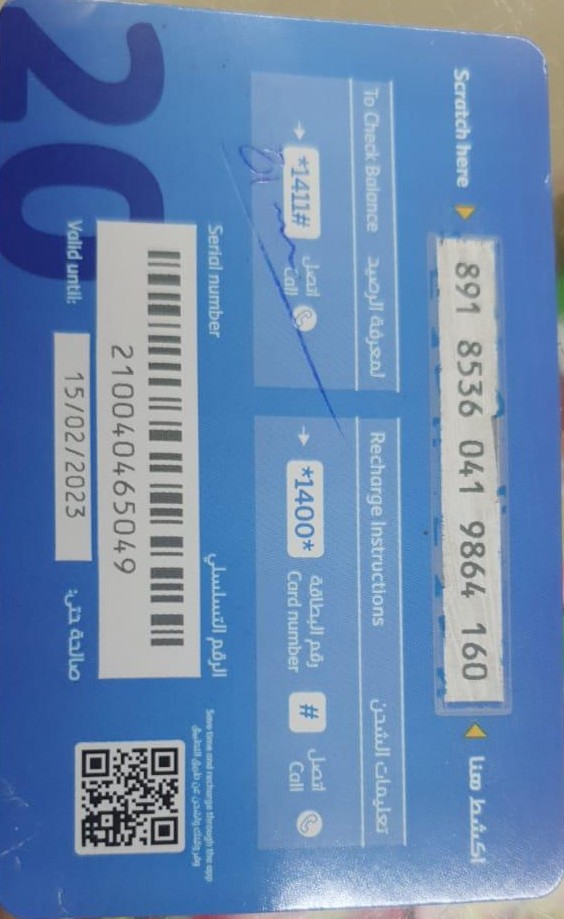 Scratch here 891 8536 041 9864 160 اكشط هنا
To Check Balance لمعرفة الرصيد
*1411# اتصل
Call
Recharge Instructions تعليمات الشحن
*1400* رقم البطاقة # اتصل
Card number Call
Serial number الرقم التسلسلي
210040465049
Valid until: 15/02/2023 صالحة حتى:
Save time and recharge through the app
وفر وقتك واشحن عن طريق التطبيق
20